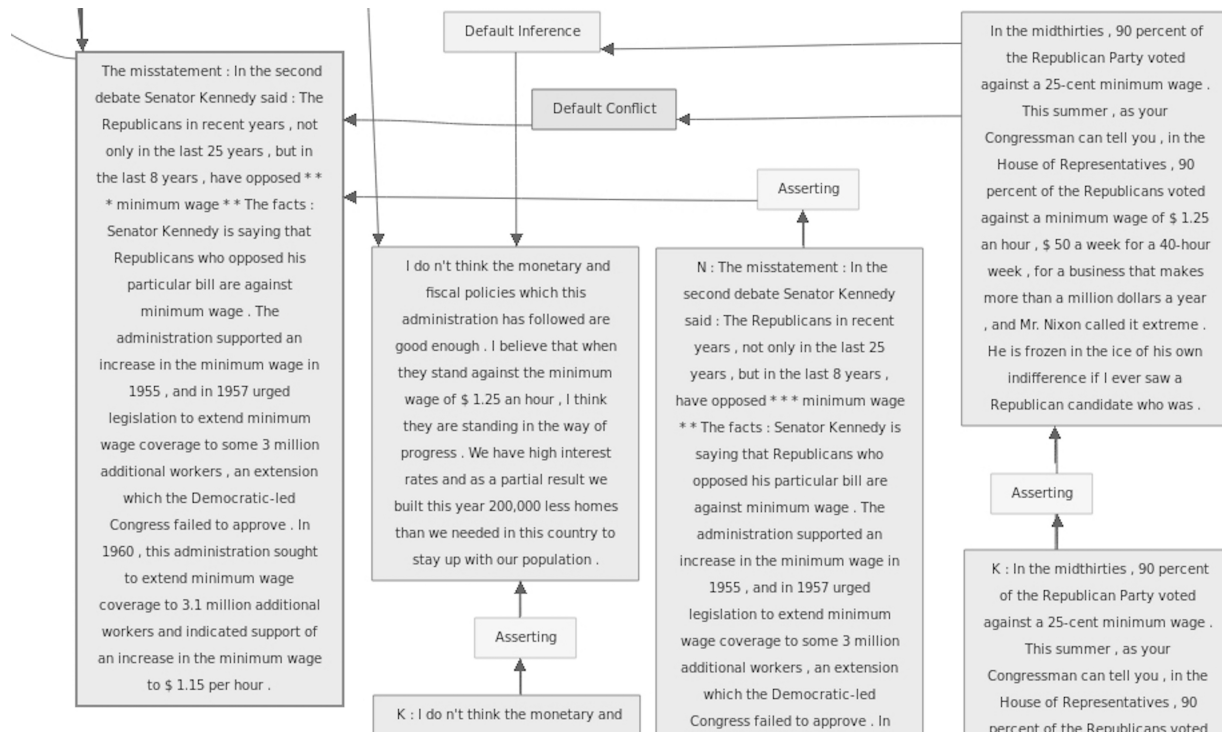 Default Inference
Default Conflict
Asserting
The misstatement : In the second
debate Senator Kennedy said : The
Republicans in recent years , not
only in the last 25 years , but in
the last 8 years , have opposed * *
* minimum wage * * The facts :
Senator Kennedy is saying that
Republicans who opposed his
particular bill are against
minimum wage . The
administration supported an
increase in the minimum wage in
1955 , and in 1957 urged
legislation to extend minimum
wage coverage to some 3 million
additional workers , an extension
which the Democratic-led
Congress failed to approve . In
1960 , this administration sought
to extend minimum wage
coverage to 3.1 million additional
workers and indicated support of
an increase in the minimum wage
to $ 1.15 per hour .
I do n't think the monetary and
fiscal policies which this
administration has followed are
good enough . I believe that when
they stand against the minimum
wage of $ 1.25 an hour , I think
they are standing in the way of
progress . We have high interest
rates and as a partial result we
built this year 200,000 less homes
than we needed in this country to
stay up with our population .
Asserting
K : I do n't think the monetary and
N : The misstatement : In the
second debate Senator Kennedy
said : The Republicans in recent
years , not only in the last 25
years , but in the last 8 years ,
have opposed * * * minimum wage
* * The facts : Senator Kennedy is
saying that Republicans who
opposed his particular bill are
against minimum wage . The
administration supported an
increase in the minimum wage in
1955 , and in 1957 urged
legislation to extend minimum
wage coverage to some 3 million
additional workers , an extension
which the Democratic-led
Congress failed to approve . In
In the midthirties , 90 percent of
the Republican Party voted
against a 25-cent minimum wage .
This summer , as your
Congressman can tell you , in the
House of Representatives , 90
percent of the Republicans voted
against a minimum wage of $ 1.25
an hour , $ 50 a week for a 40-hour
week , for a business that makes
more than a million dollars a year
, and Mr. Nixon called it extreme .
He is frozen in the ice of his own
indifference if I ever saw a
Republican candidate who was .
Asserting
K : In the midthirties , 90 percent
of the Republican Party voted
against a 25-cent minimum wage .
This summer , as your
Congressman can tell you , in the
House of Representatives , 90
percent of the Republicans voted